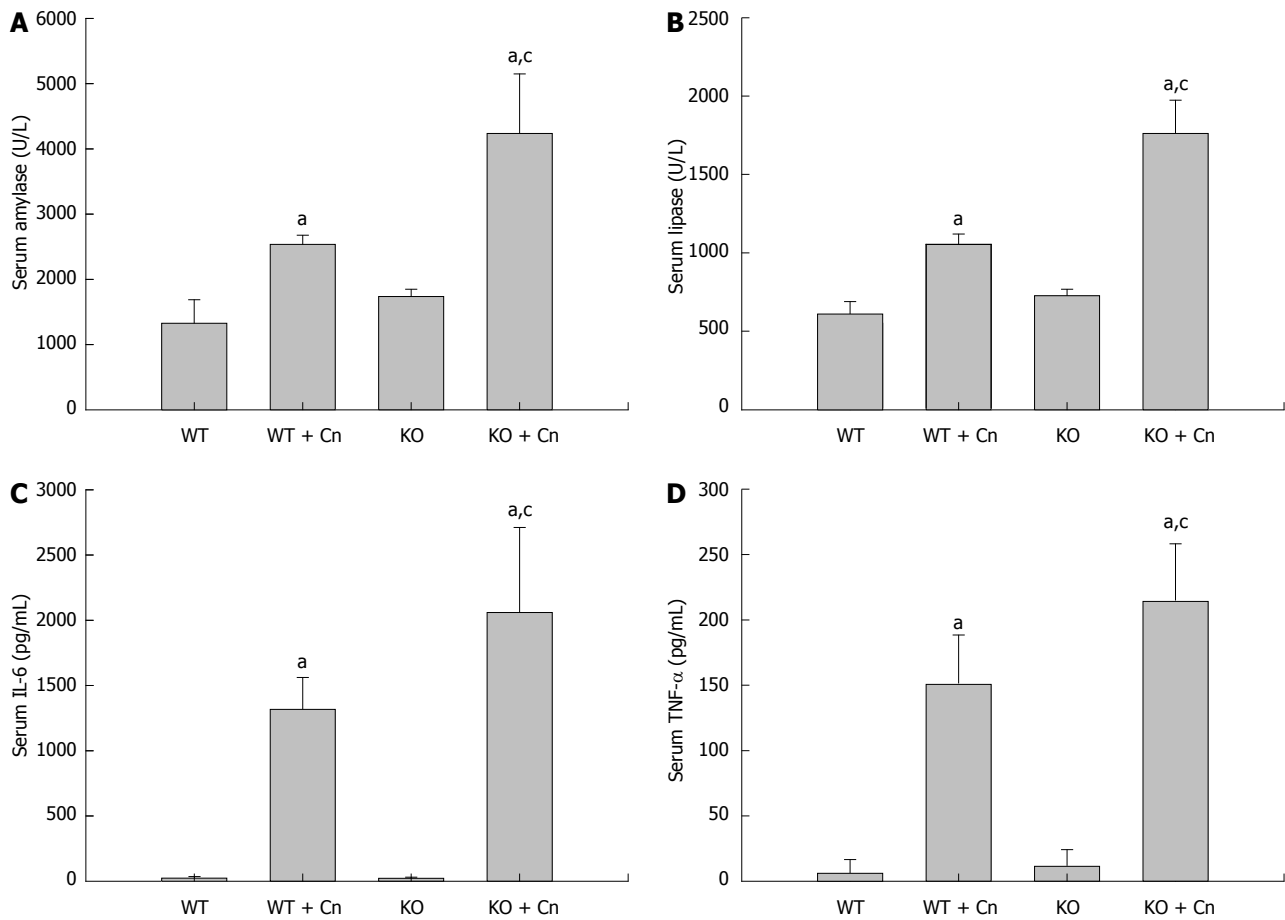 A
Serum amylase (U/L)
6000
5000
4000
3000
2000
1000
0
a
a,c
WT
WT + Cn
KO
KO + Cn
B
Serum lipase (U/L)
2500
2000
1500
1000
500
0
a
a,c
WT
WT + Cn
KO
KO + Cn
C
Serum IL-6 (pg/mL)
3000
2500
2000
1500
1000
500
0
a
a,c
WT
WT + Cn
KO
KO + Cn
D
Serum TNF-α (pg/mL)
300
250
200
150
100
50
0
a
a,c
WT
WT + Cn
KO
KO + Cn